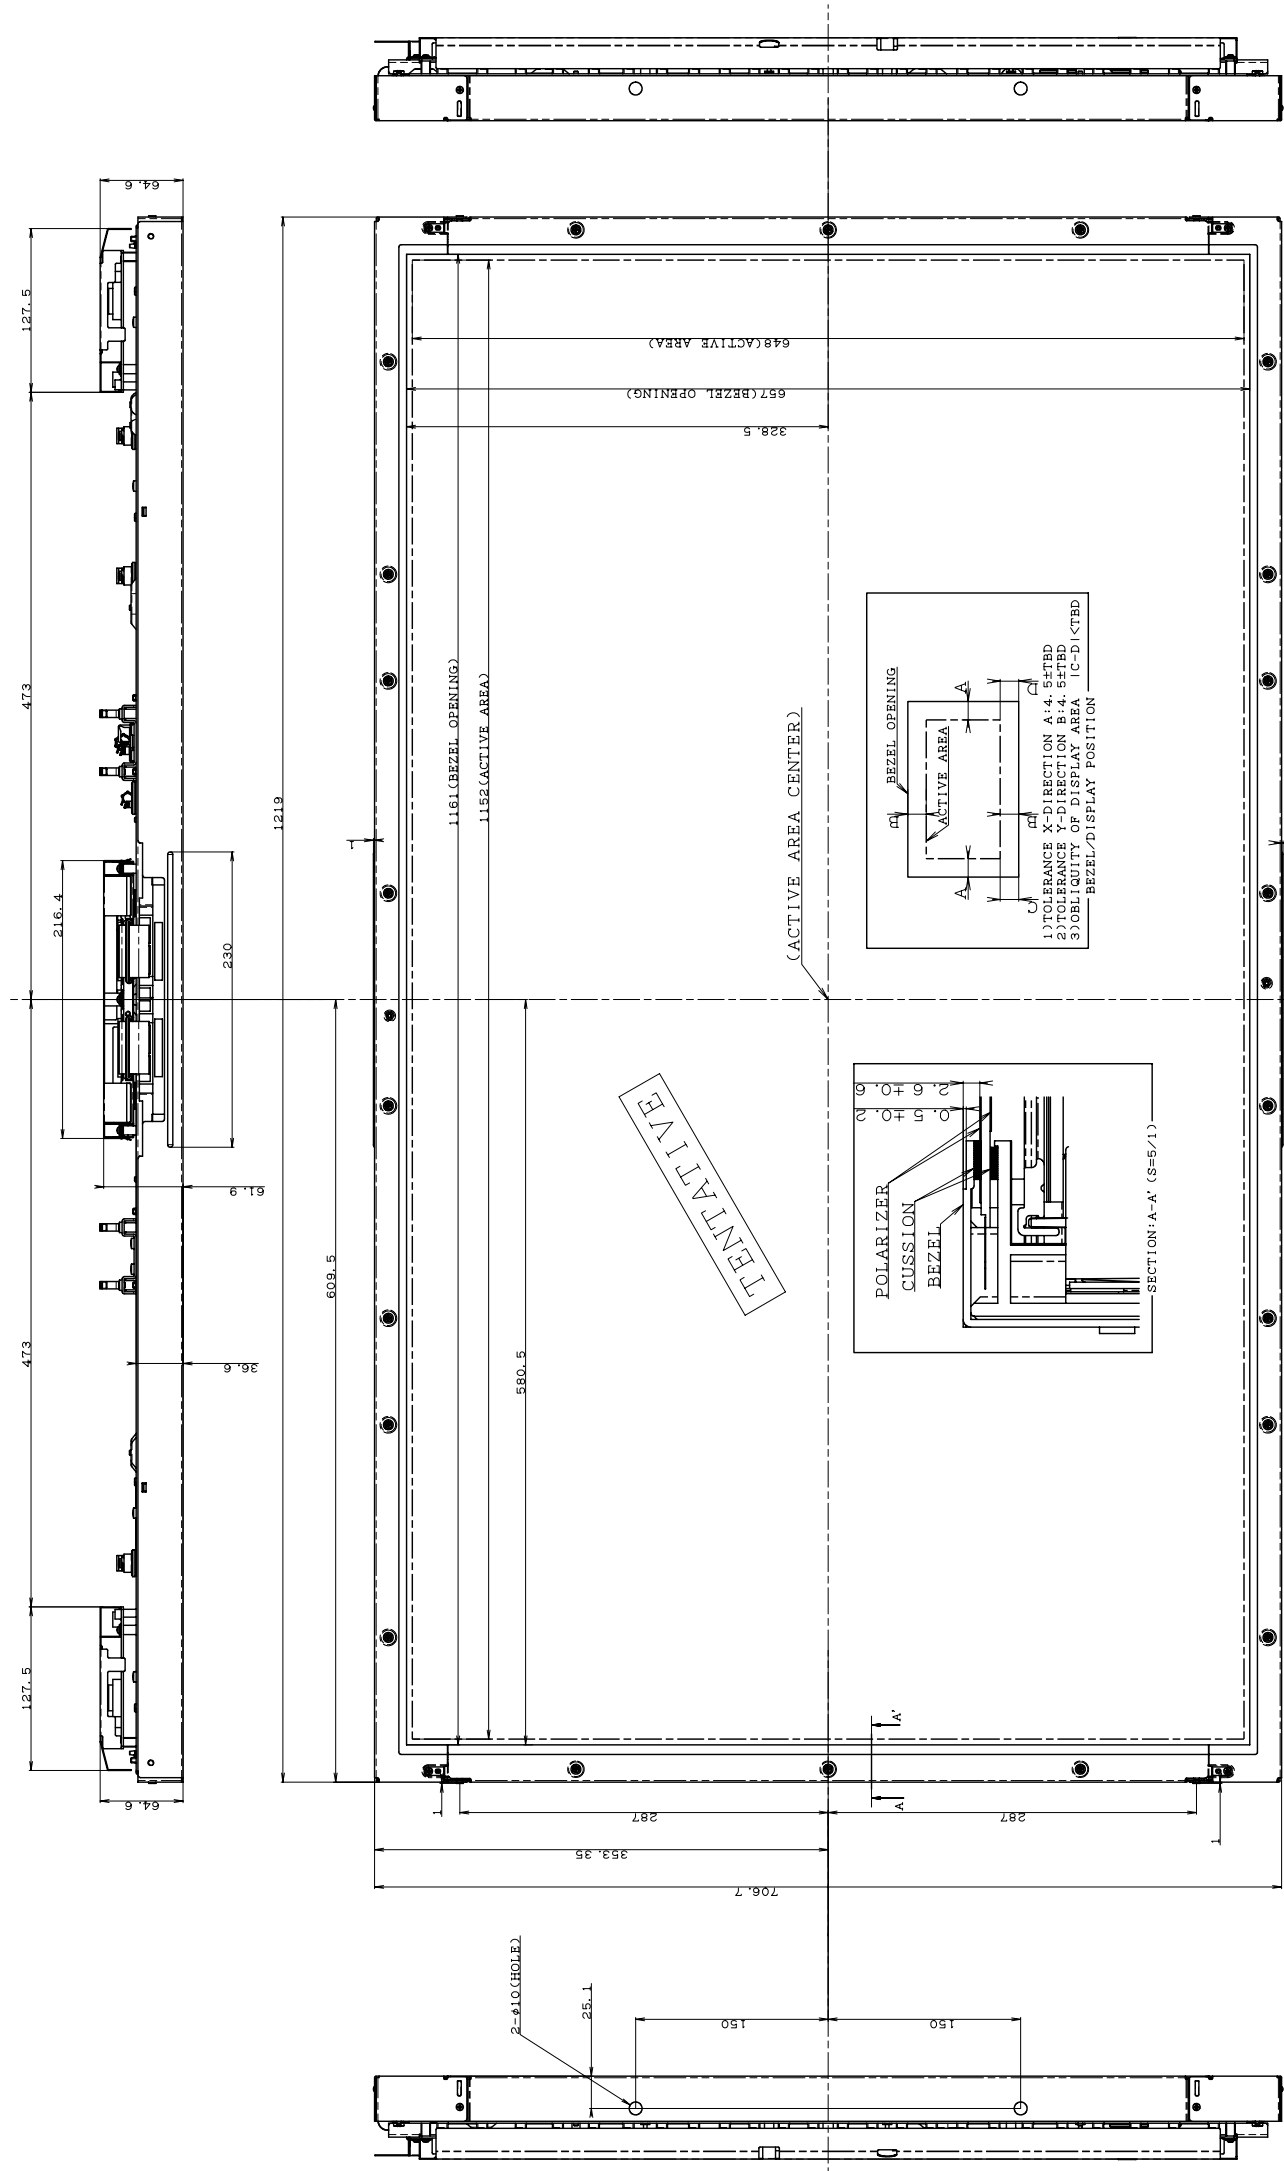 64.6
127.5
473
216.4
230
61.9
473
36.6
127.5
64.6
1219
609.5
1
648(ACTIVE AREA)
657(BEZEL OPENING)
328.5
1161(BEZEL OPENING)
1152(ACTIVE AREA)
580.5
(ACTIVE AREA CENTER)
BEZEL OPENING
ACTIVE AREA
A
A
B
B
C
D
1)TOLERANCE X-DIRECTION A:4.5±TBD
2)TOLERANCE Y-DIRECTION B:4.5±TBD
3)OBLIQUITY OF DISPLAY AREA |C-D|<TBD
BEZEL/DISPLAY POSITION
TENTATIVE
2.6 ±0.6
0.5 ±0.2
POLARIZER
CUSSION
BEZEL
SECTION:A-A' (S=5/1)
A'
A
1
287
287
1
353.35
706.7
2-φ10(HOLE)
25.1
150
150